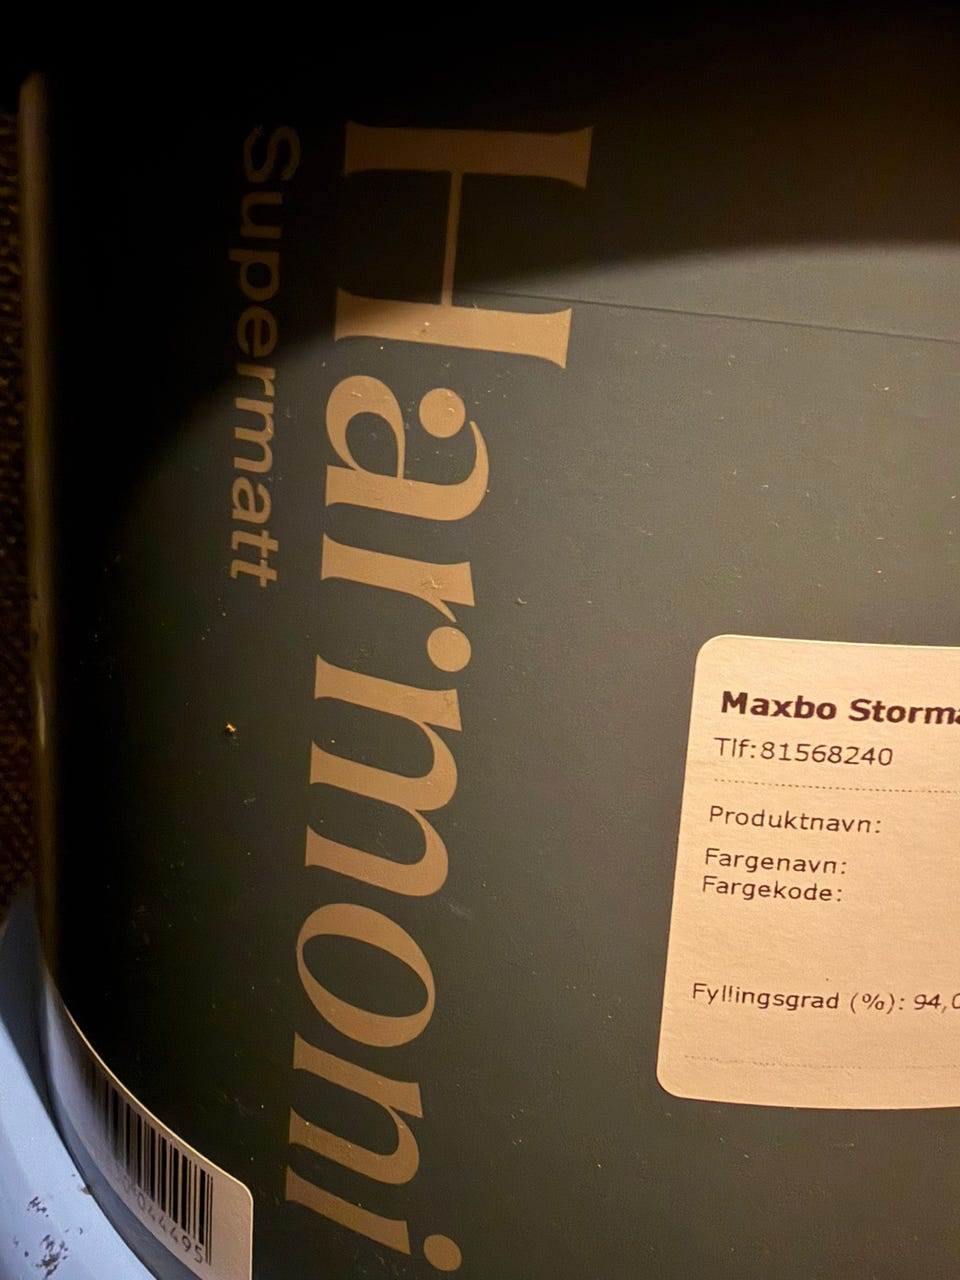 Harmoni
Supermatt
Maxbo Storma
Tlf:81568240
Produktnavn:
Fargenavn:
Fargekode:
Fyllingsgrad (%): 94,0